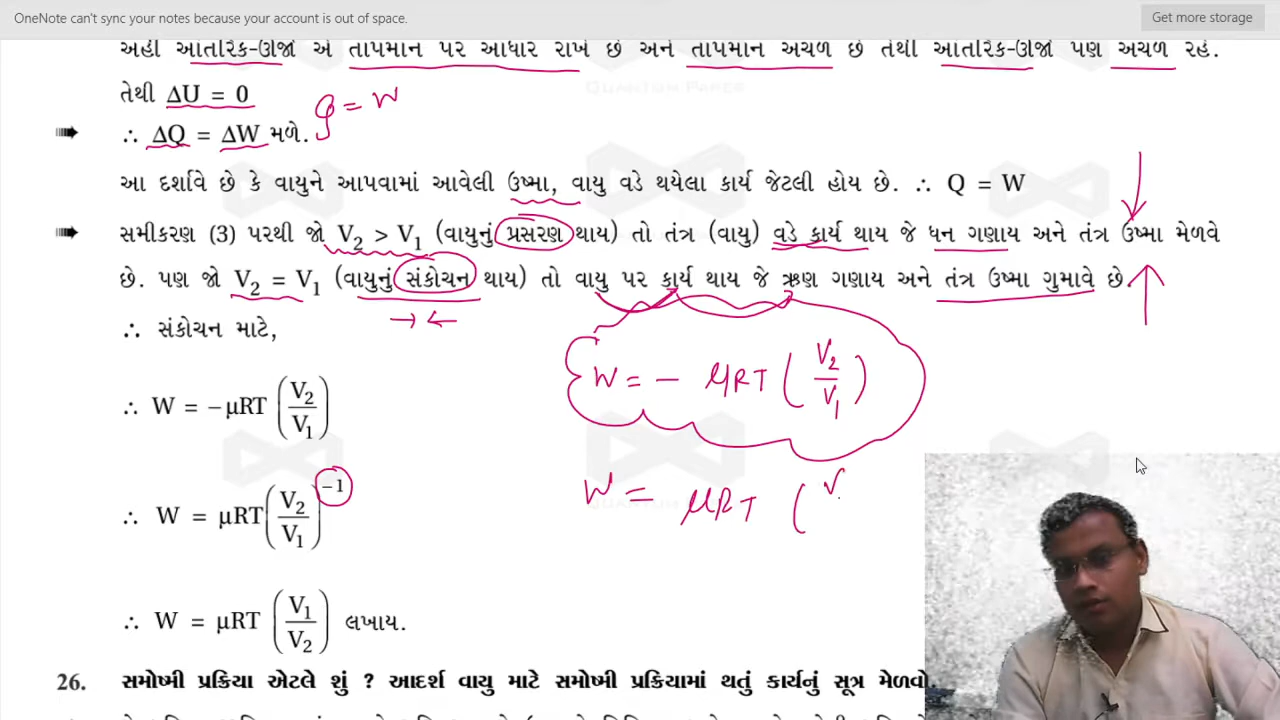 OneNote can't sync your notes because your account is out of space.
Get more storage
અહી આંતરિક-ઊર્જા એ તાપમાન પર આધાર રાખે છે અને તાપમાન અચળ છે તેથી આંતરિક-ઊર્જા પણ અચળ રહે.
તેથી ΔU = 0
Q = W
∴ ΔQ = ΔW મળે.
આ દર્શાવે છે કે વાયુને આપવામાં આવેલી ઉષ્મા, વાયુ વડે થયેલા કાર્ય જેટલી હોય છે. ∴ Q = W
સમીકરણ (3) પરથી જો V₂ > V₁ (વાયુનું પ્રસરણ થાય) તો તંત્ર (વાયુ) વડે કાર્ય થાય જે ધન ગણાય અને તંત્ર ઉષ્મા મેળવે
છે. પણ જો V₂ = V₁ (વાયુનું સંકોચન થાય) તો વાયુ પર કાર્ય થાય જે ઋણ ગણાય અને તંત્ર ઉષ્મા ગુમાવે છે.
∴ સંકોચન માટે,
W = − μRT (V₂/V₁)
∴ W = −μRT (V₂/V₁)
W = μRT (V
∴ W = μRT(V₂/V₁)⁻¹
∴ W = μRT (V₁/V₂) લખાય.
26. સમોષ્મી પ્રક્રિયા એટલે શું ? આદર્શ વાયુ માટે સમોષ્મી પ્રક્રિયામાં થતું કાર્યનું સૂત્ર મેળવો